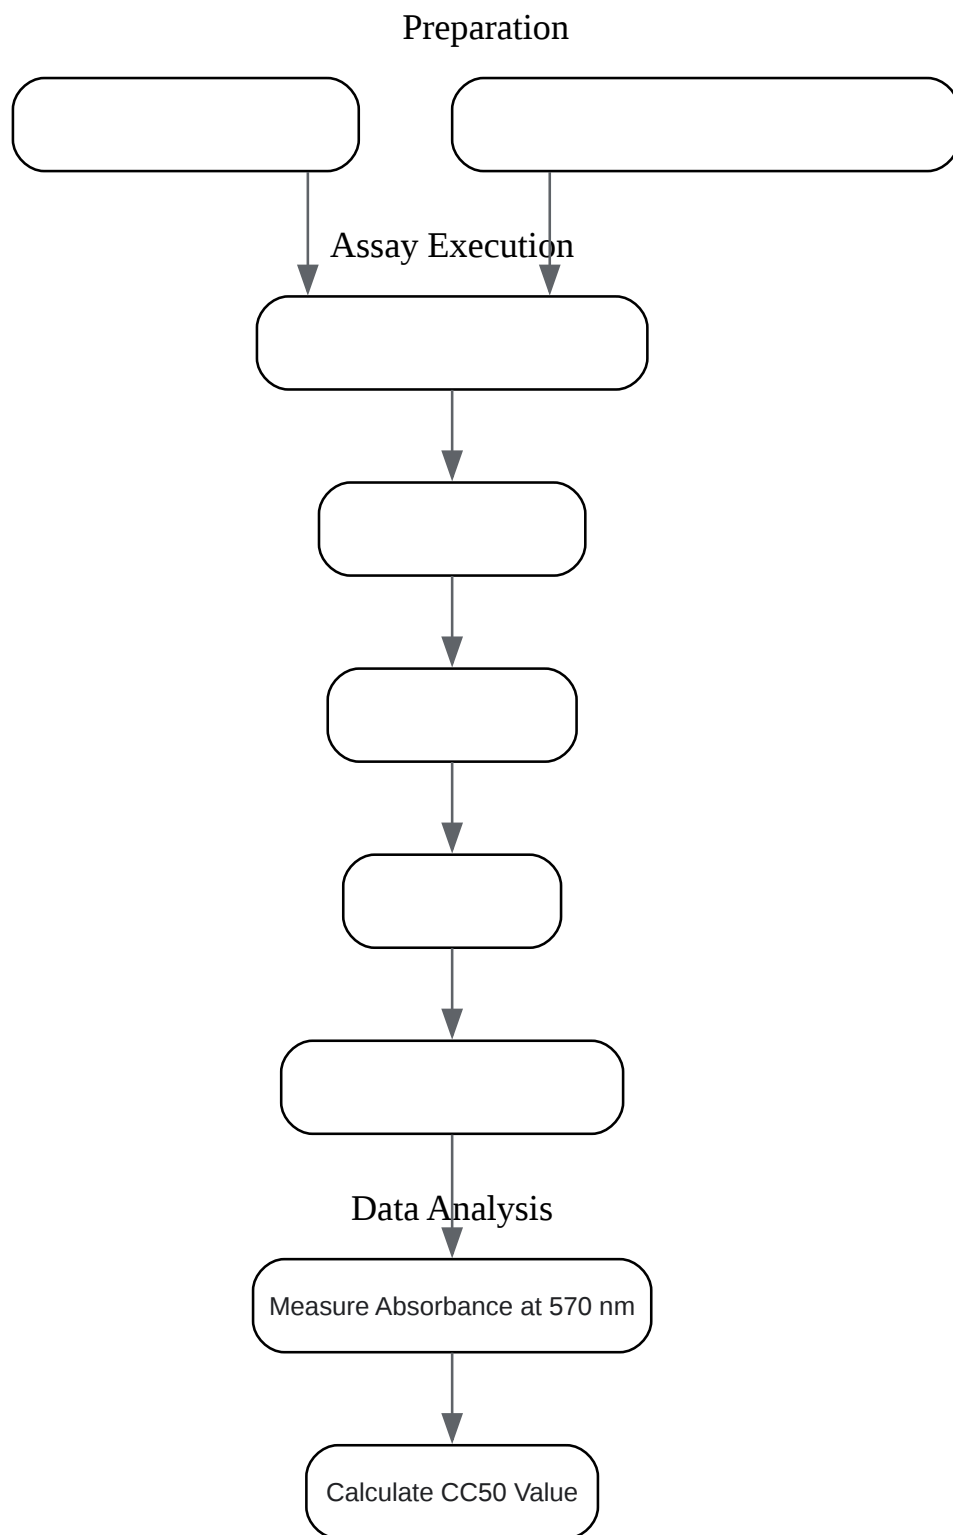 Preparation
Assay Execution
Data Analysis
Measure Absorbance at 570 nm
Calculate CC50 Value